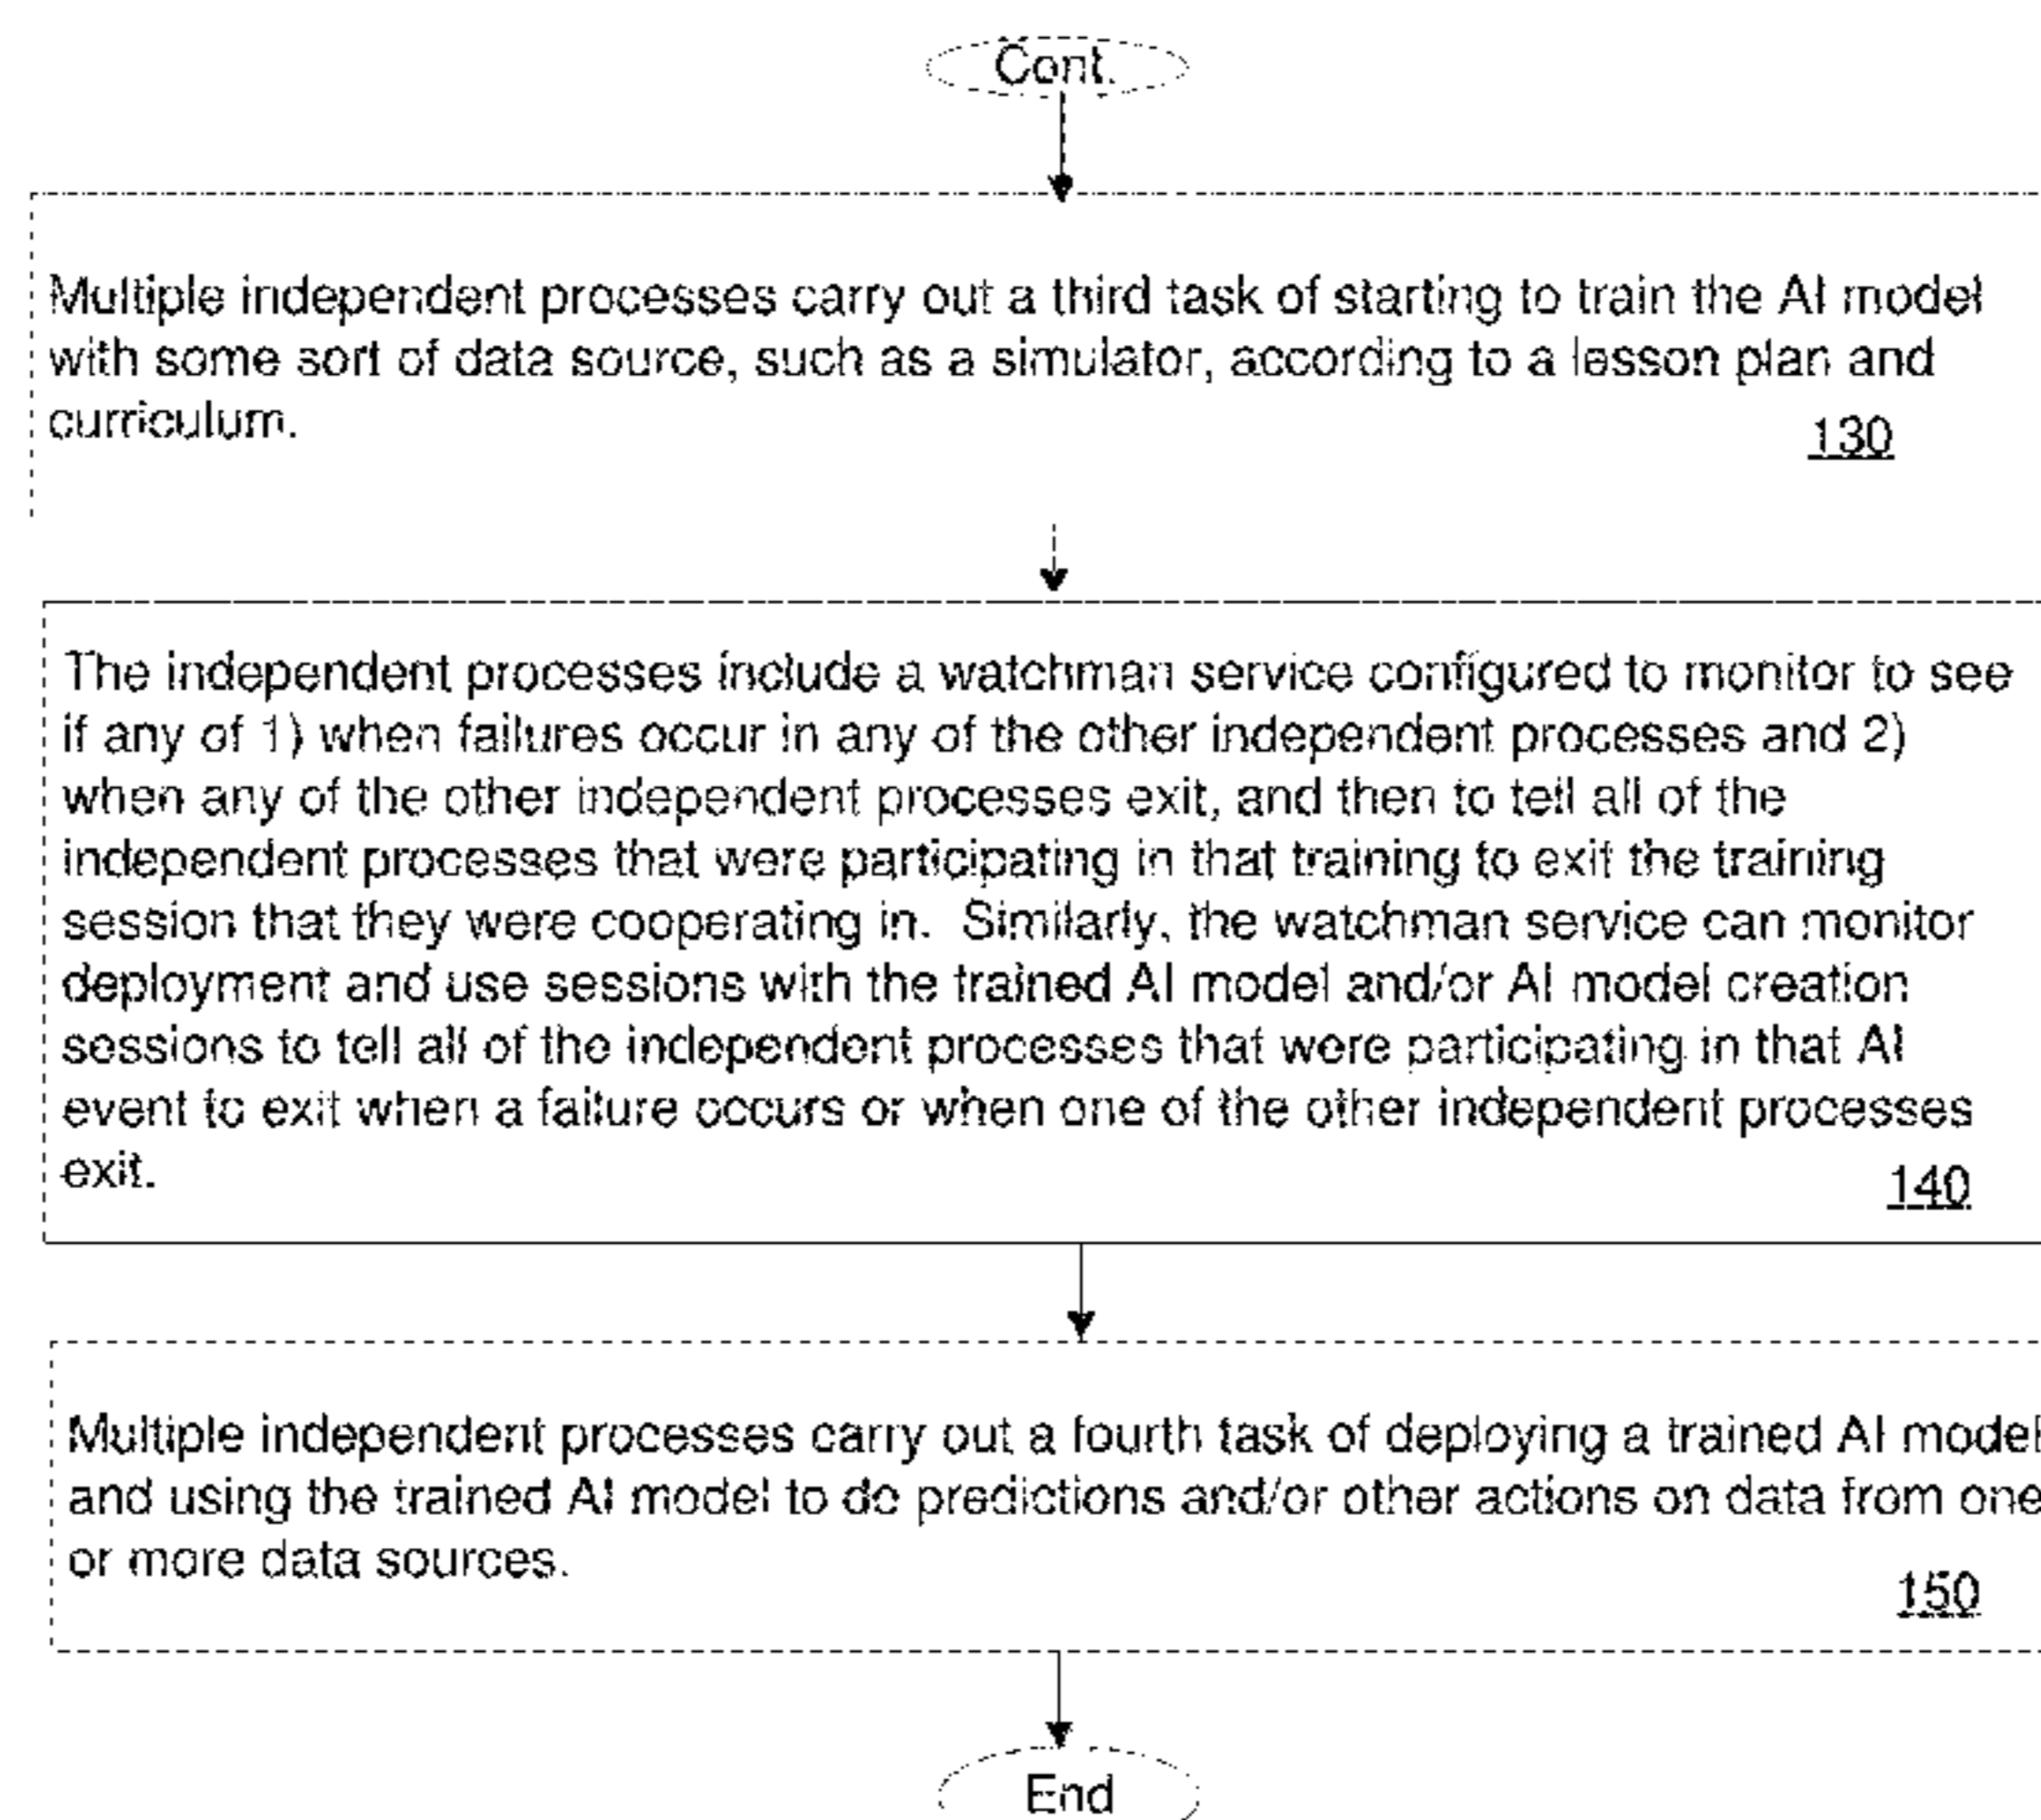 Cont.
Multiple independent processes carry out a third task of starting to train the AI model
with some sort of data source, such as a simulator, according to a lesson plan and
curriculum.
130
The independent processes include a watchman service configured to monitor to see
if any of 1) when failures occur in any of the other independent processes and 2)
when any of the other independent processes exit, and then to tell all of the
independent processes that were participating in that training to exit the training
session that they were cooperating in.  Similarly, the watchman service can monitor
deployment and use sessions with the trained AI model and/or AI model creation
sessions to tell all of the independent processes that were participating in that AI
event to exit when a failure occurs or when one of the other independent processes
exit.
140
Multiple independent processes carry out a fourth task of deploying a trained AI model
and using the trained AI model to do predictions and/or other actions on data from one
or more data sources.
150
End